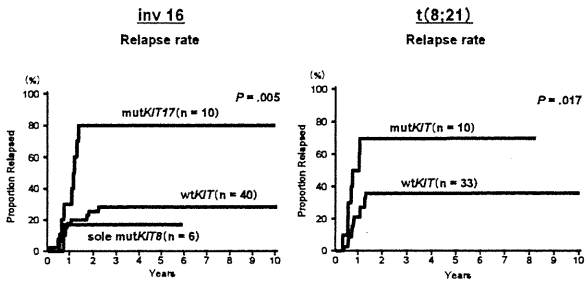 inv 16
Relapse rate
(%)
100
80
60
40
20
0
Proportion Relapsed
mutKIT17(n = 10)
P = .005
wtKIT(n = 40)
sole mutKIT8(n = 6)
0 1 2 3 4 5 6 7 8 9 10
Years
t(8;21)
Relapse rate
(%)
100
80
60
40
20
0
Proportion Relapsed
P = .017
mutKIT(n = 10)
wtKIT(n = 33)
0 1 2 3 4 5 6 7 8 9 10
Years